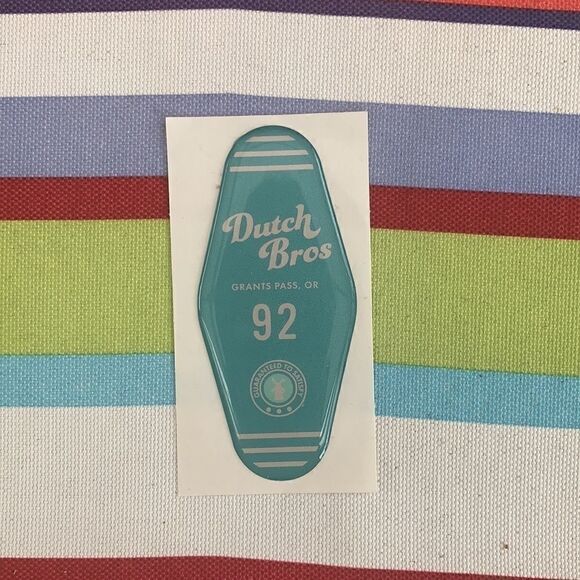 Dutch
Bros
GRANTS PASS, OR
92
GUARANTEED TO SATISFY